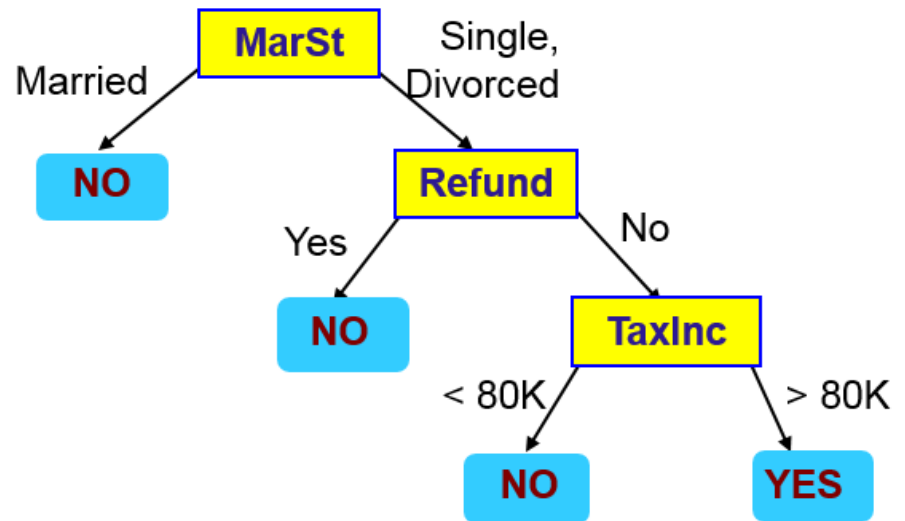 MarSt
Single,
Married
Divorced
NO
Refund
Yes
No
NO
TaxInc
< 80K
> 80K
NO
YES